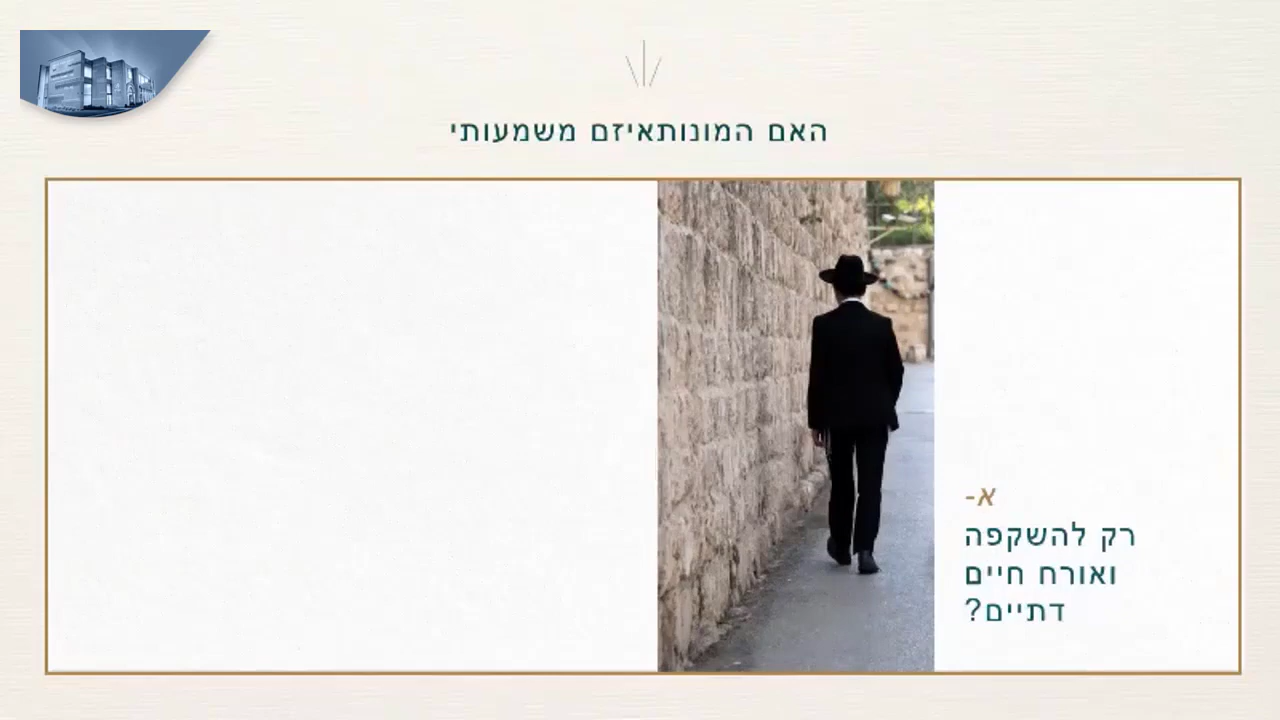 האם המונותאיזם משמעותי
א-
רק להשקפה
ואורח חיים
דתיים?